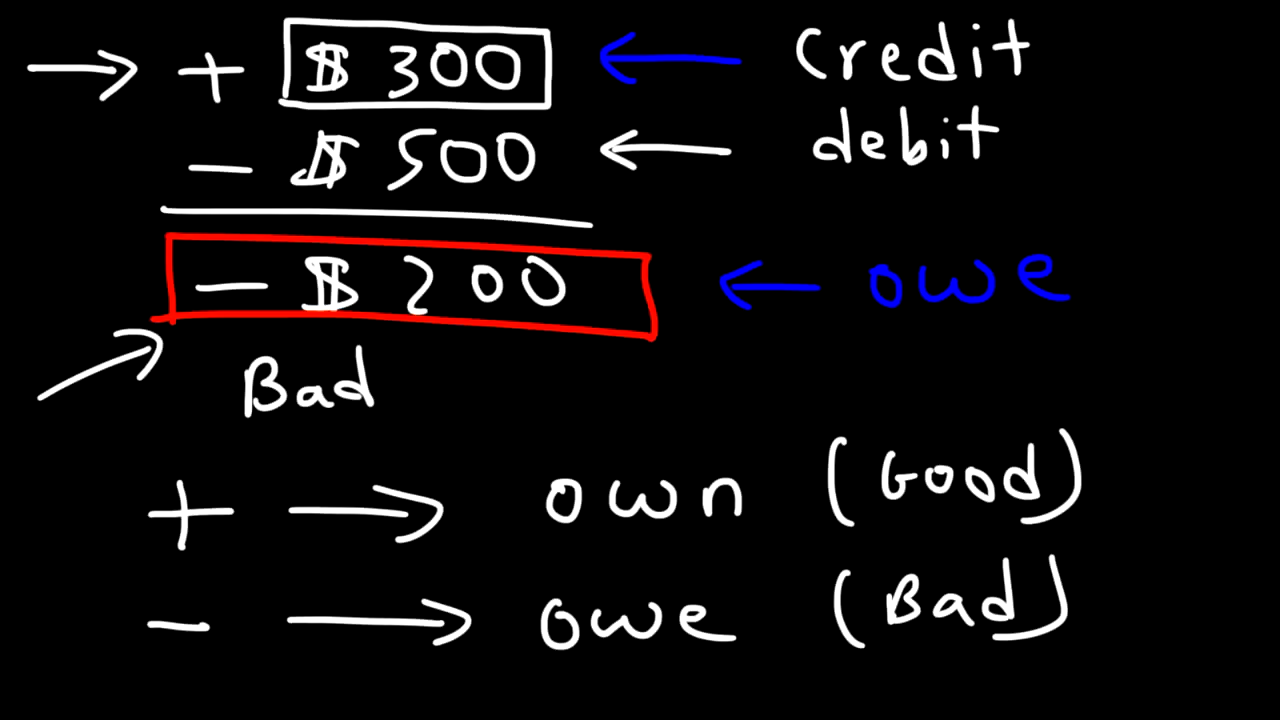 → + $ 300 ← Credit
− $ 500 ← debit
− $ 200 ← owe
Bad
+ → own (Good)
− → owe (Bad)